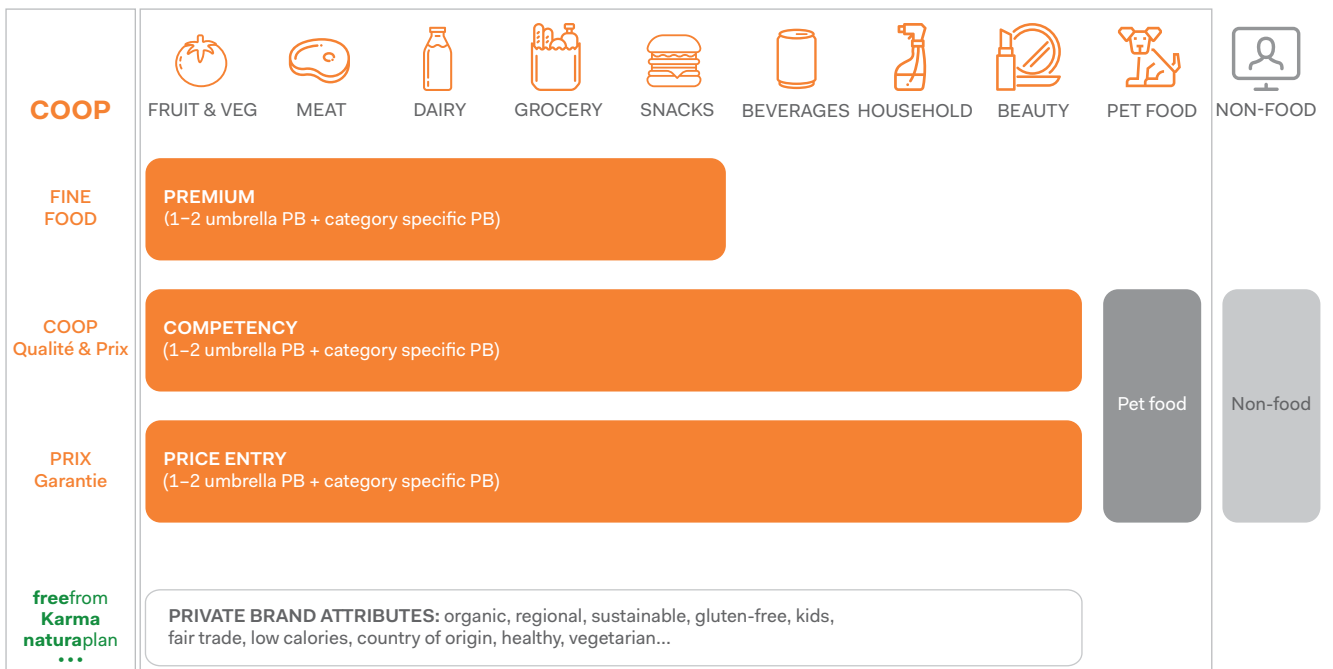 COOP
FRUIT & VEG
MEAT
DAIRY
GROCERY
SNACKS
BEVERAGES
HOUSEHOLD
BEAUTY
PET FOOD
NON-FOOD
FINE
FOOD
PREMIUM
(1–2 umbrella PB + category specific PB)
COOP
Qualité & Prix
COMPETENCY
(1–2 umbrella PB + category specific PB)
Pet food
Non-food
PRIX
Garantie
PRICE ENTRY
(1–2 umbrella PB + category specific PB)
freefrom
Karma
naturaplan
...
PRIVATE BRAND ATTRIBUTES: organic, regional, sustainable, gluten-free, kids,
fair trade, low calories, country of origin, healthy, vegetarian...